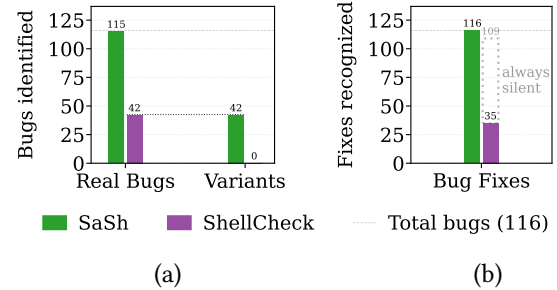 Bugs identified
125
100
75
50
25
0
115
42
42
0
Real Bugs
Variants
Fixes recognized
125
100
75
50
25
0
116
109
35
always
silent
Bug Fixes
SaSh
ShellCheck
Total bugs (116)
(a)
(b)